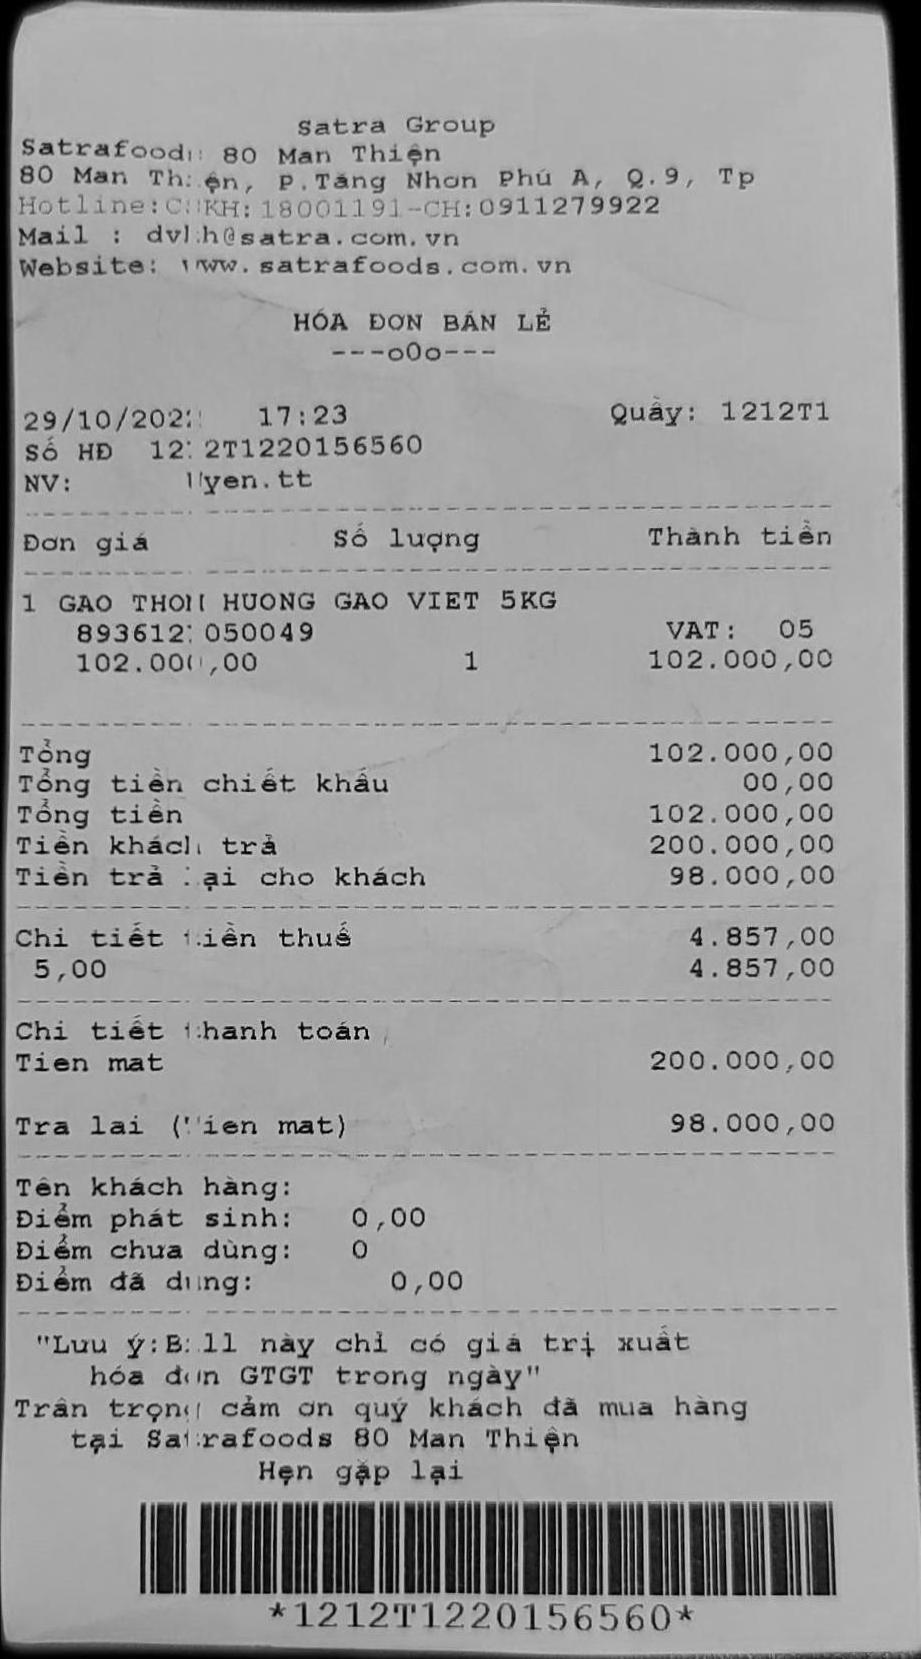 Satra Group
Satrafoods 80 Man Thiện
80 Man Thiện, P.Tăng Nhơn Phú A, Q.9, Tp
Hotline:CSKH:18001191-CH:0911279922
Mail : dvkh@satra.com.vn
Website: www.satrafoods.com.vn
HÓA ĐƠN BÁN LẺ
---o0o---
17:23 Quầy: 1212T1
Số HĐ 1212T1220156560
NV: Uyen.tt
Đơn giá Số lượng Thành tiền
1 GAO THOM HUONG GAO VIET 5KG
VAT: 05
102.000,00 1 102.000,00
Tổng 102.000,00
Tổng tiền chiết khấu 00,00
Tổng tiền 102.000,00
Tiền khách trả 200.000,00
Tiền trả lại cho khách 98.000,00
Chi tiết tiền thuế 4.857,00
5,00 4.857,00
Chi tiết thanh toán
Tien mat 200.000,00
Tra lai (Tien mat) 98.000,00
Tên khách hàng:
Điểm phát sinh: 0,00
Điểm chưa dùng: 0
Điểm đã dùng: 0,00
"Lưu ý:Bill này chỉ có giá trị xuất
hóa đơn GTGT trong ngày"
Trân trọng cảm ơn quý khách đã mua hàng
tại Satrafoods 80 Man Thiện
Hẹn gặp lại
*1212T1220156560*